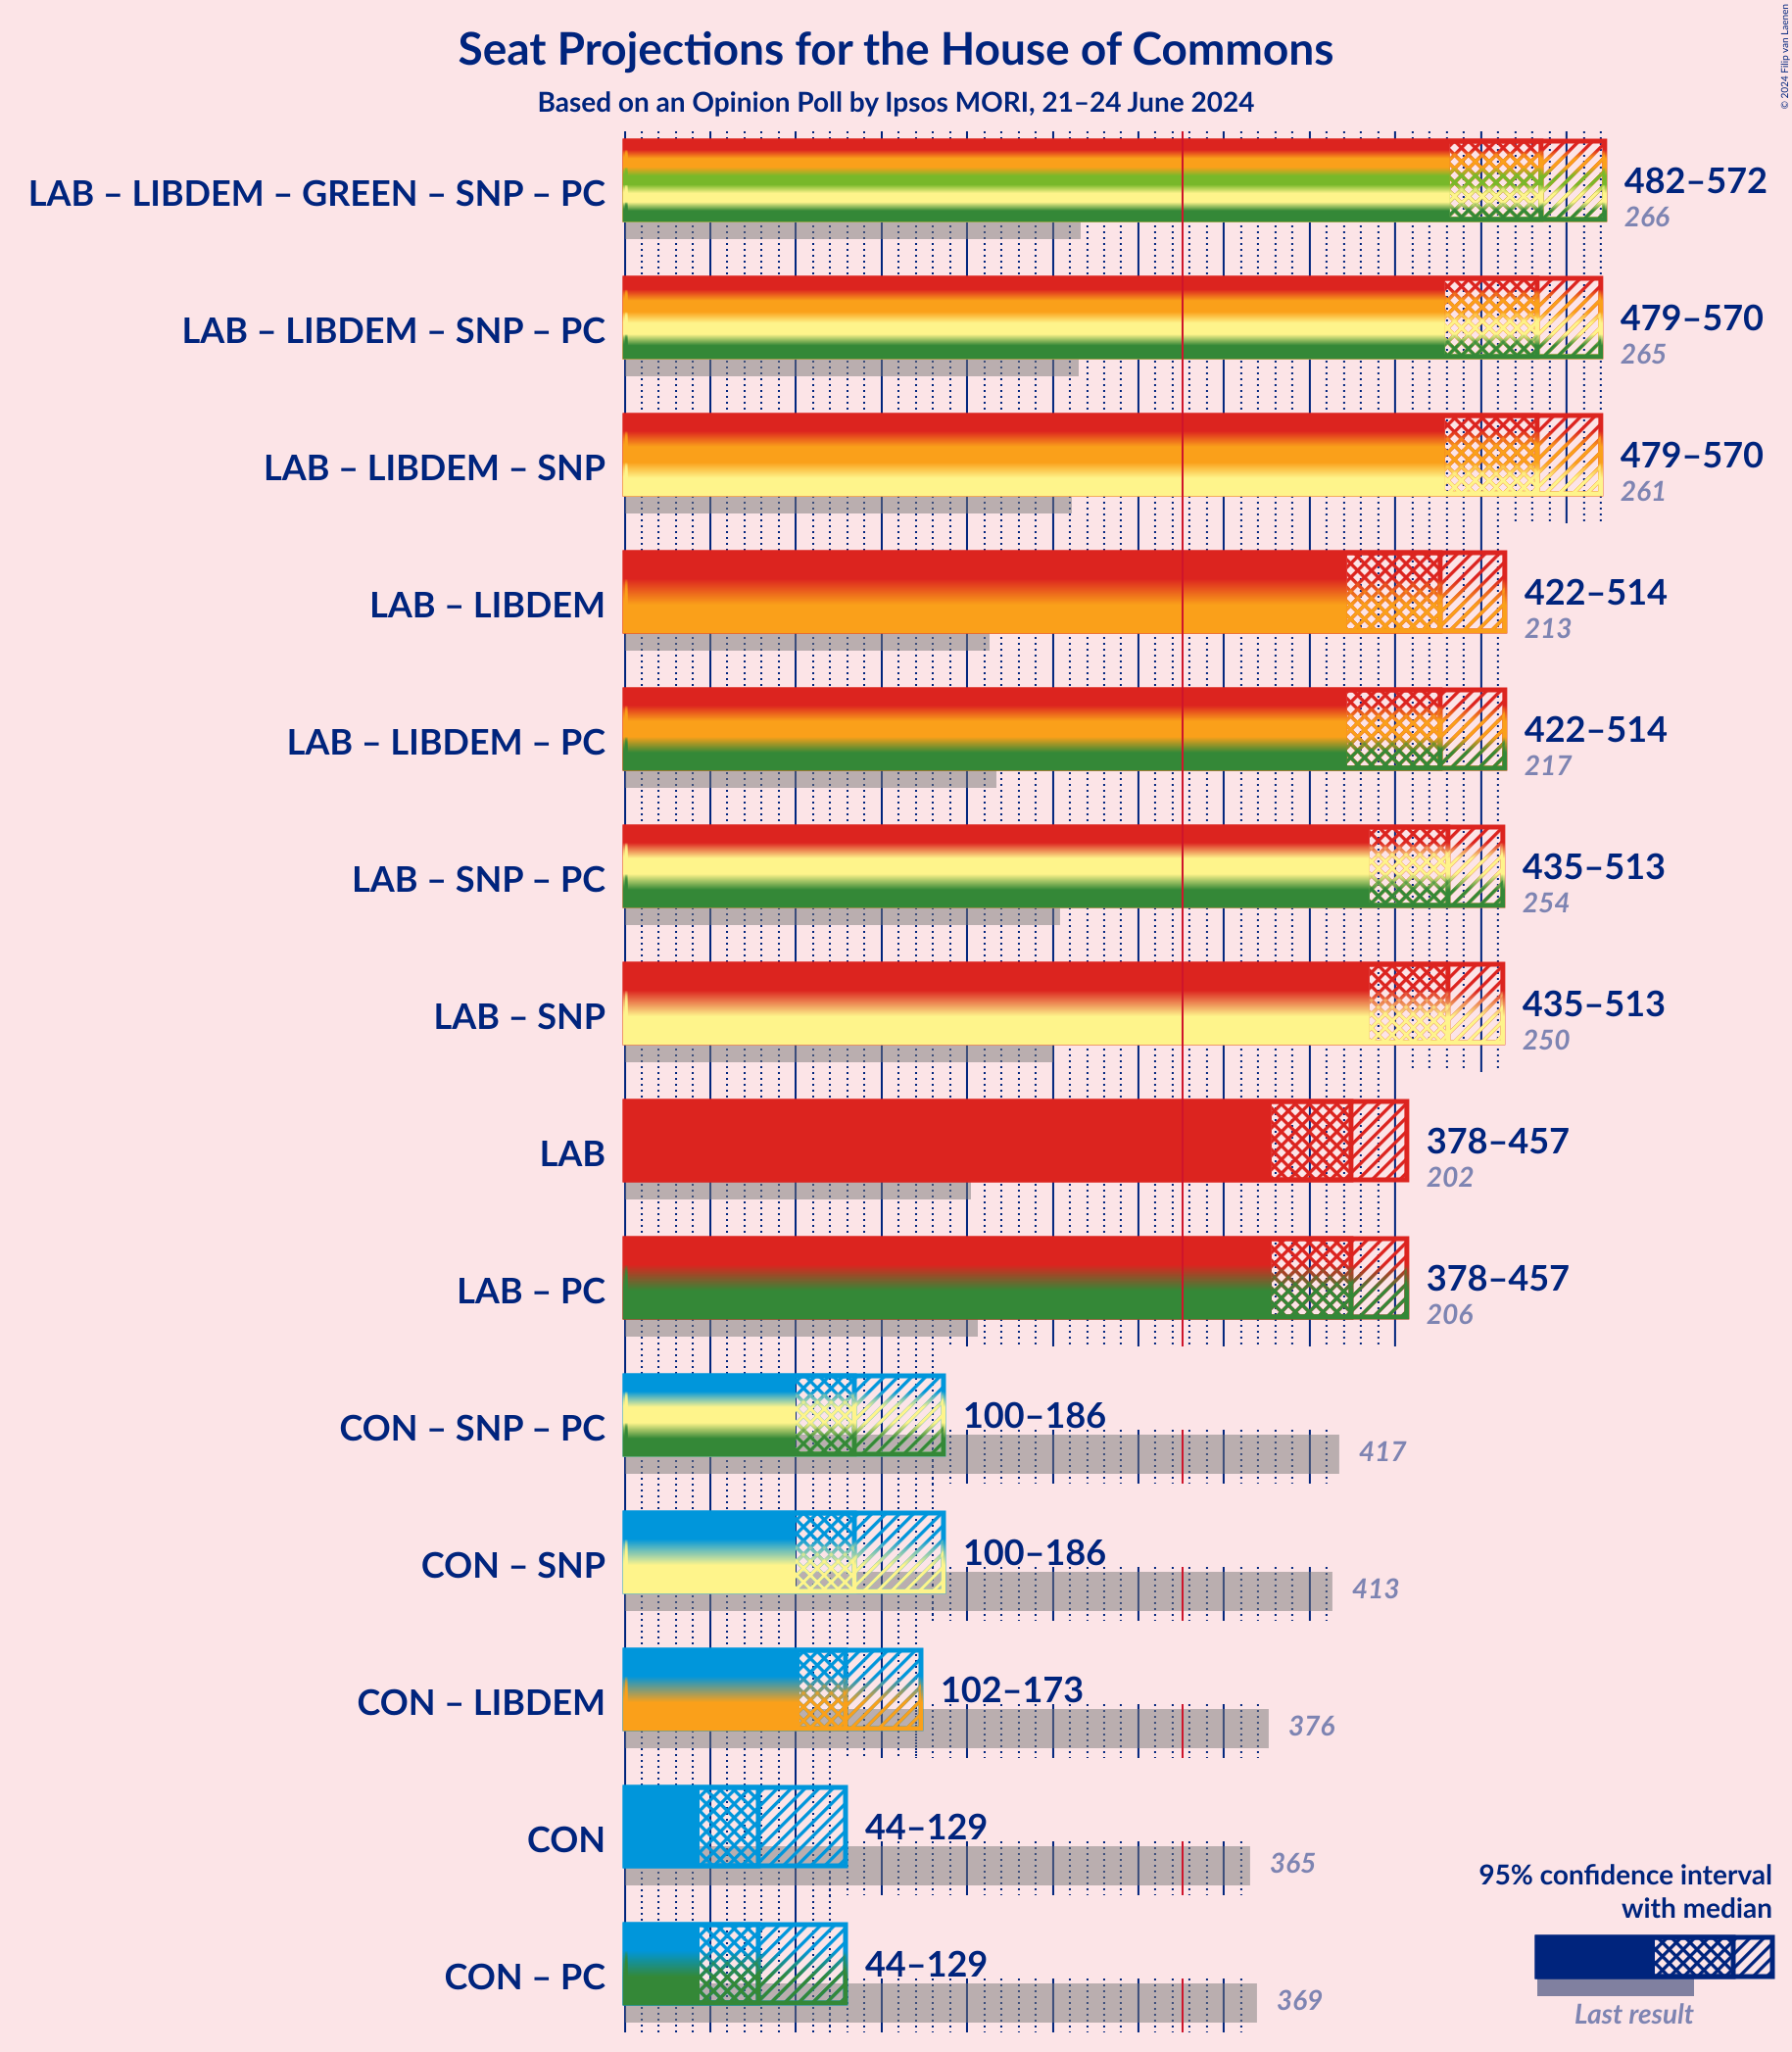 Seat Projections for the House of Commons
Based on an Opinion Poll by Ipsos MORI, 21–24 June 2024
© 2024 Filip van Laenen
LAB – LIBDEM – GREEN – SNP – PC
482–572
266
LAB – LIBDEM – SNP – PC
479–570
265
LAB – LIBDEM – SNP
479–570
261
LAB – LIBDEM
422–514
213
LAB – LIBDEM – PC
422–514
217
LAB – SNP – PC
435–513
254
LAB – SNP
435–513
250
LAB
378–457
202
LAB – PC
378–457
206
CON – SNP – PC
100–186
417
CON – SNP
100–186
413
CON – LIBDEM
102–173
376
CON
44–129
365
CON – PC
44–129
369
95% confidence interval
with median
Last result